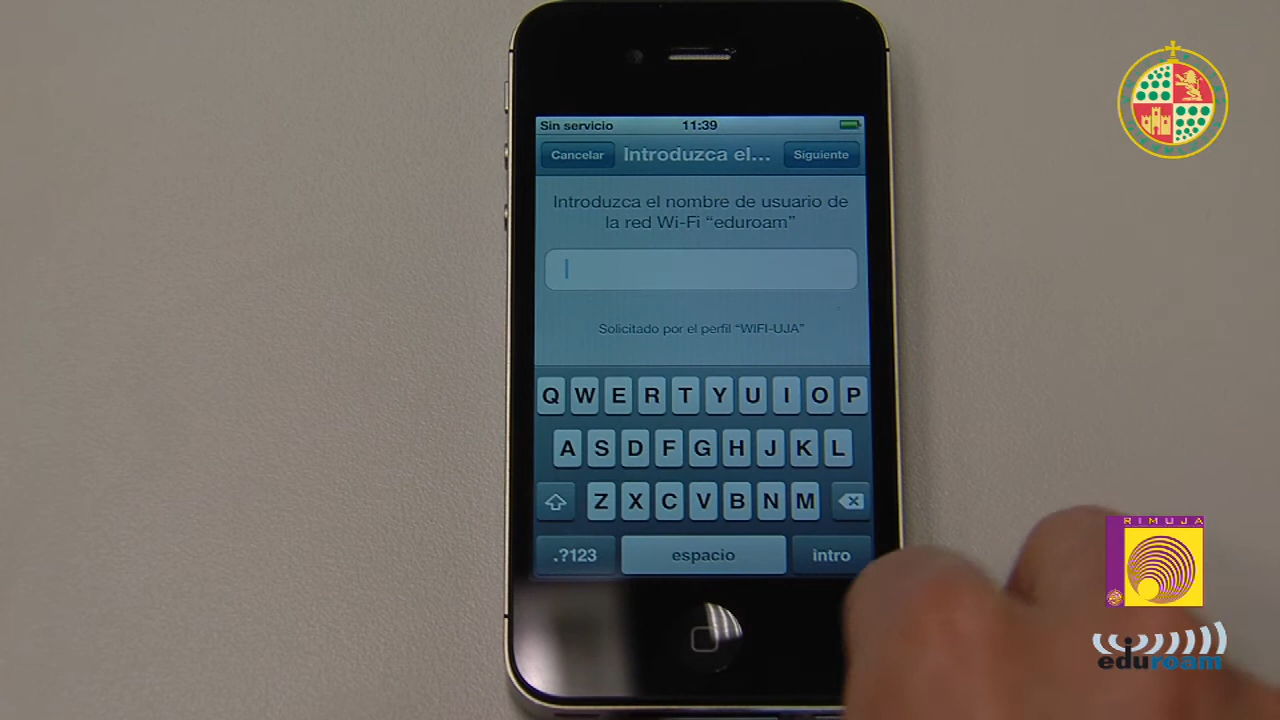 Sin servicio 11:39
Cancelar Introduzca el... Siguiente
Introduzca el nombre de usuario de
la red Wi-Fi “eduroam”
Solicitado por el perfil “WIFI-UJA”
Q W E R T Y U I O P
A S D F G H J K L
Z X C V B N M
.?123 espacio intro
RIMUJA
eduroam